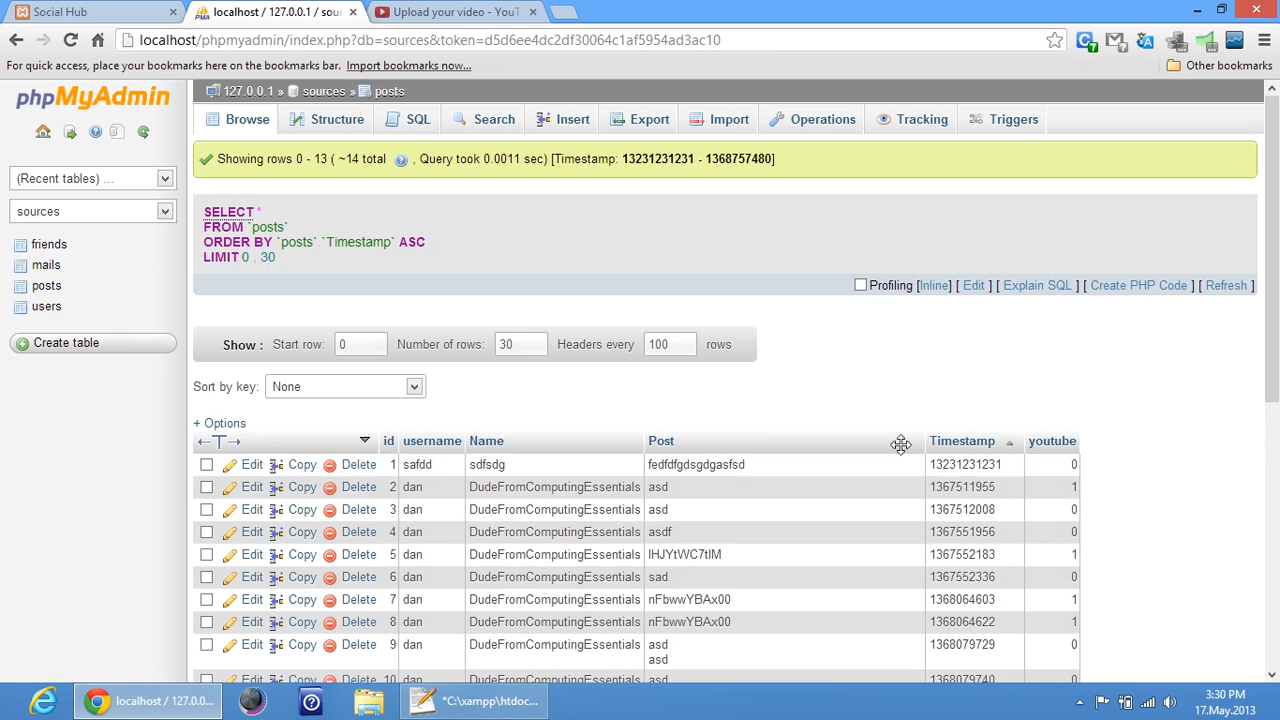 Social Hub
localhost / 127.0.0.1 / sour
Upload your video - YouT
localhost/phpmyadmin/index.php?db=sources&token=d5d6ee4dc2df30064c1af5954ad3ac10
For quick access, place your bookmarks here on the bookmarks bar. Import bookmarks now...
Other bookmarks
phpMyAdmin
127.0.0.1 » sources » posts
Browse Structure SQL Search Insert Export Import Operations Tracking Triggers
Showing rows 0 - 13 ( ~14 total , Query took 0.0011 sec) [Timestamp: 13231231231 - 1368757480]
(Recent tables) ...
sources
friends
mails
posts
users
Create table
SELECT *
FROM `posts`
ORDER BY `posts`.`Timestamp` ASC
LIMIT 0 , 30
Profiling [Inline] [ Edit ] [ Explain SQL ] [ Create PHP Code ] [ Refresh ]
Show : Start row: 0 Number of rows: 30 Headers every 100 rows
Sort by key: None
+ Options
←T→ id username Name Post Timestamp youtube
Edit Copy Delete 1 safdd sdfsdg fedfdfgdsgdgasfsd 13231231231 0
Edit Copy Delete 2 dan DudeFromComputingEssentials asd 1367511955 1
Edit Copy Delete 3 dan DudeFromComputingEssentials asd 1367512008 0
Edit Copy Delete 4 dan DudeFromComputingEssentials asdf 1367551956 0
Edit Copy Delete 5 dan DudeFromComputingEssentials IHJYtWC7tIM 1367552183 1
Edit Copy Delete 6 dan DudeFromComputingEssentials sad 1367552336 0
Edit Copy Delete 7 dan DudeFromComputingEssentials nFbwwYBAx00 1368064603 1
Edit Copy Delete 8 dan DudeFromComputingEssentials nFbwwYBAx00 1368064622 1
Edit Copy Delete 9 dan DudeFromComputingEssentials asd 1368079729 0
asd
Edit Copy Delete 10 dan DudeFromComputingEssentials asd 1368079740 0
localhost / 127.0.0...
*C:\xampp\htdoc...
3:30 PM
17.May.2013